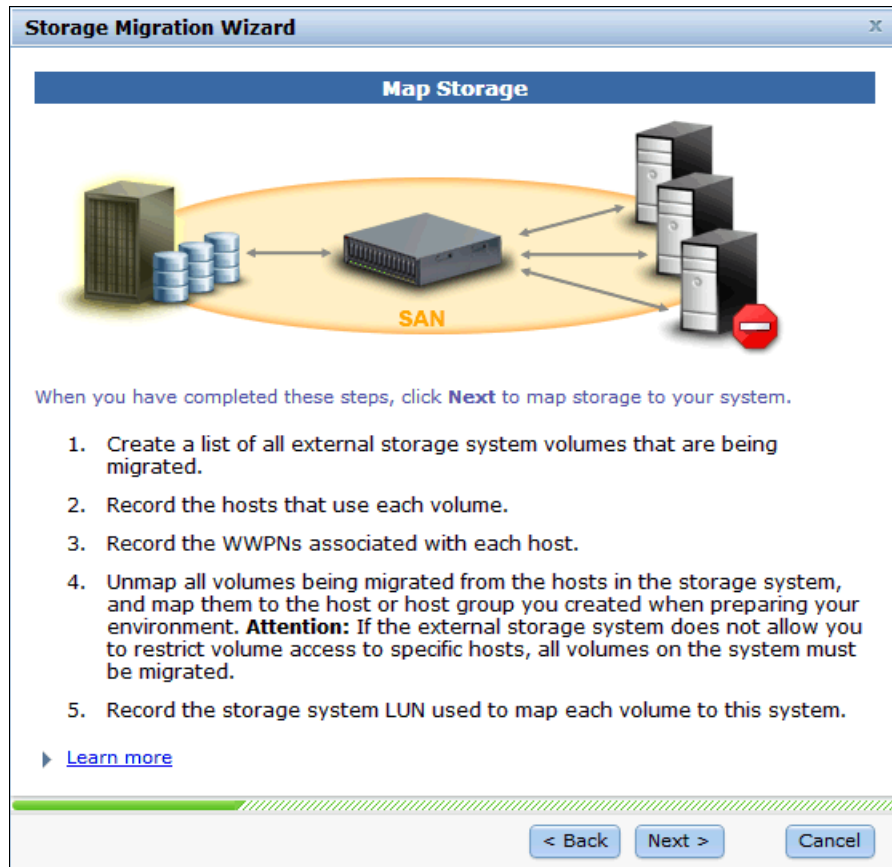 Storage Migration Wizard
x
Map Storage
SAN
When you have completed these steps, click Next to map storage to your system.
1. Create a list of all external storage system volumes that are being
migrated.
2. Record the hosts that use each volume.
3. Record the WWPNs associated with each host.
4. Unmap all volumes being migrated from the hosts in the storage system,
and map them to the host or host group you created when preparing your
environment. Attention: If the external storage system does not allow you
to restrict volume access to specific hosts, all volumes on the system must
be migrated.
5. Record the storage system LUN used to map each volume to this system.
Learn more
< Back Next > Cancel